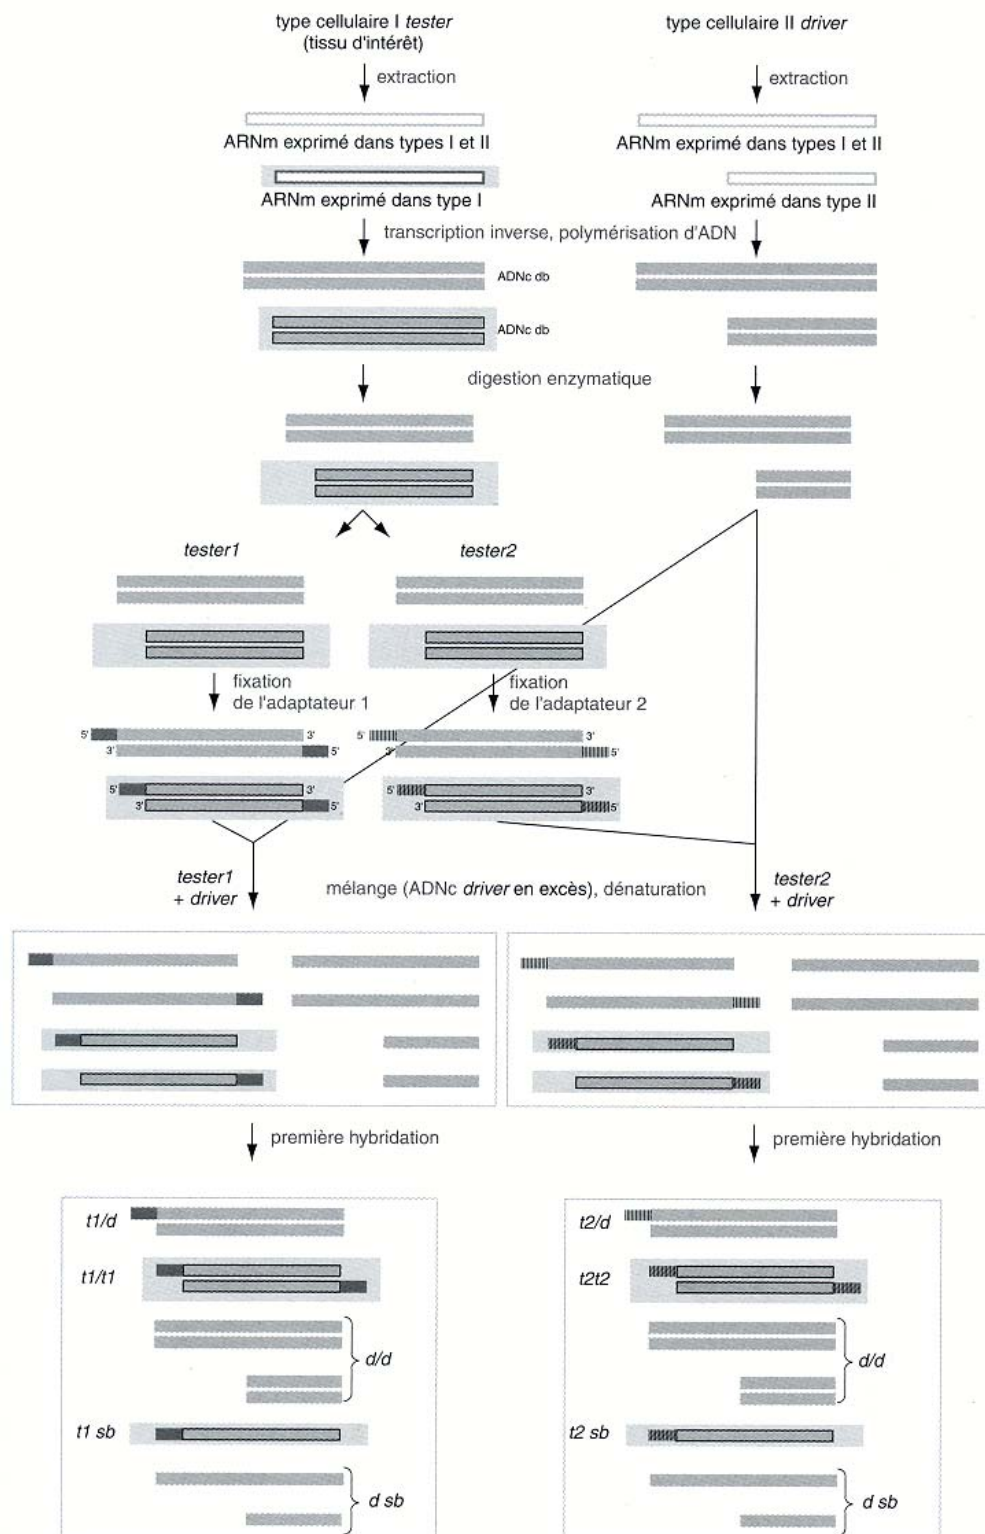 type cellulaire I tester
(tissu d'intérêt)
type cellulaire II driver
extraction
extraction
ARNm exprimé dans types I et II
ARNm exprimé dans types I et II
ARNm exprimé dans type I
ARNm exprimé dans type II
transcription inverse, polymérisation d'ADN
ADNc db
ADNc db
digestion enzymatique
tester1
tester2
fixation
de l'adaptateur 1
fixation
de l'adaptateur 2
5' 3'
3' 5'
5' 3'
3' 5'
5' 3'
3' 5'
5' 3'
3' 5'
tester1
+ driver
mélange (ADNc driver en excès), dénaturation
tester2
+ driver
première hybridation
première hybridation
t1/d
t1/t1
d/d
t1 sb
d sb
t2/d
t2t2
d/d
t2 sb
d sb